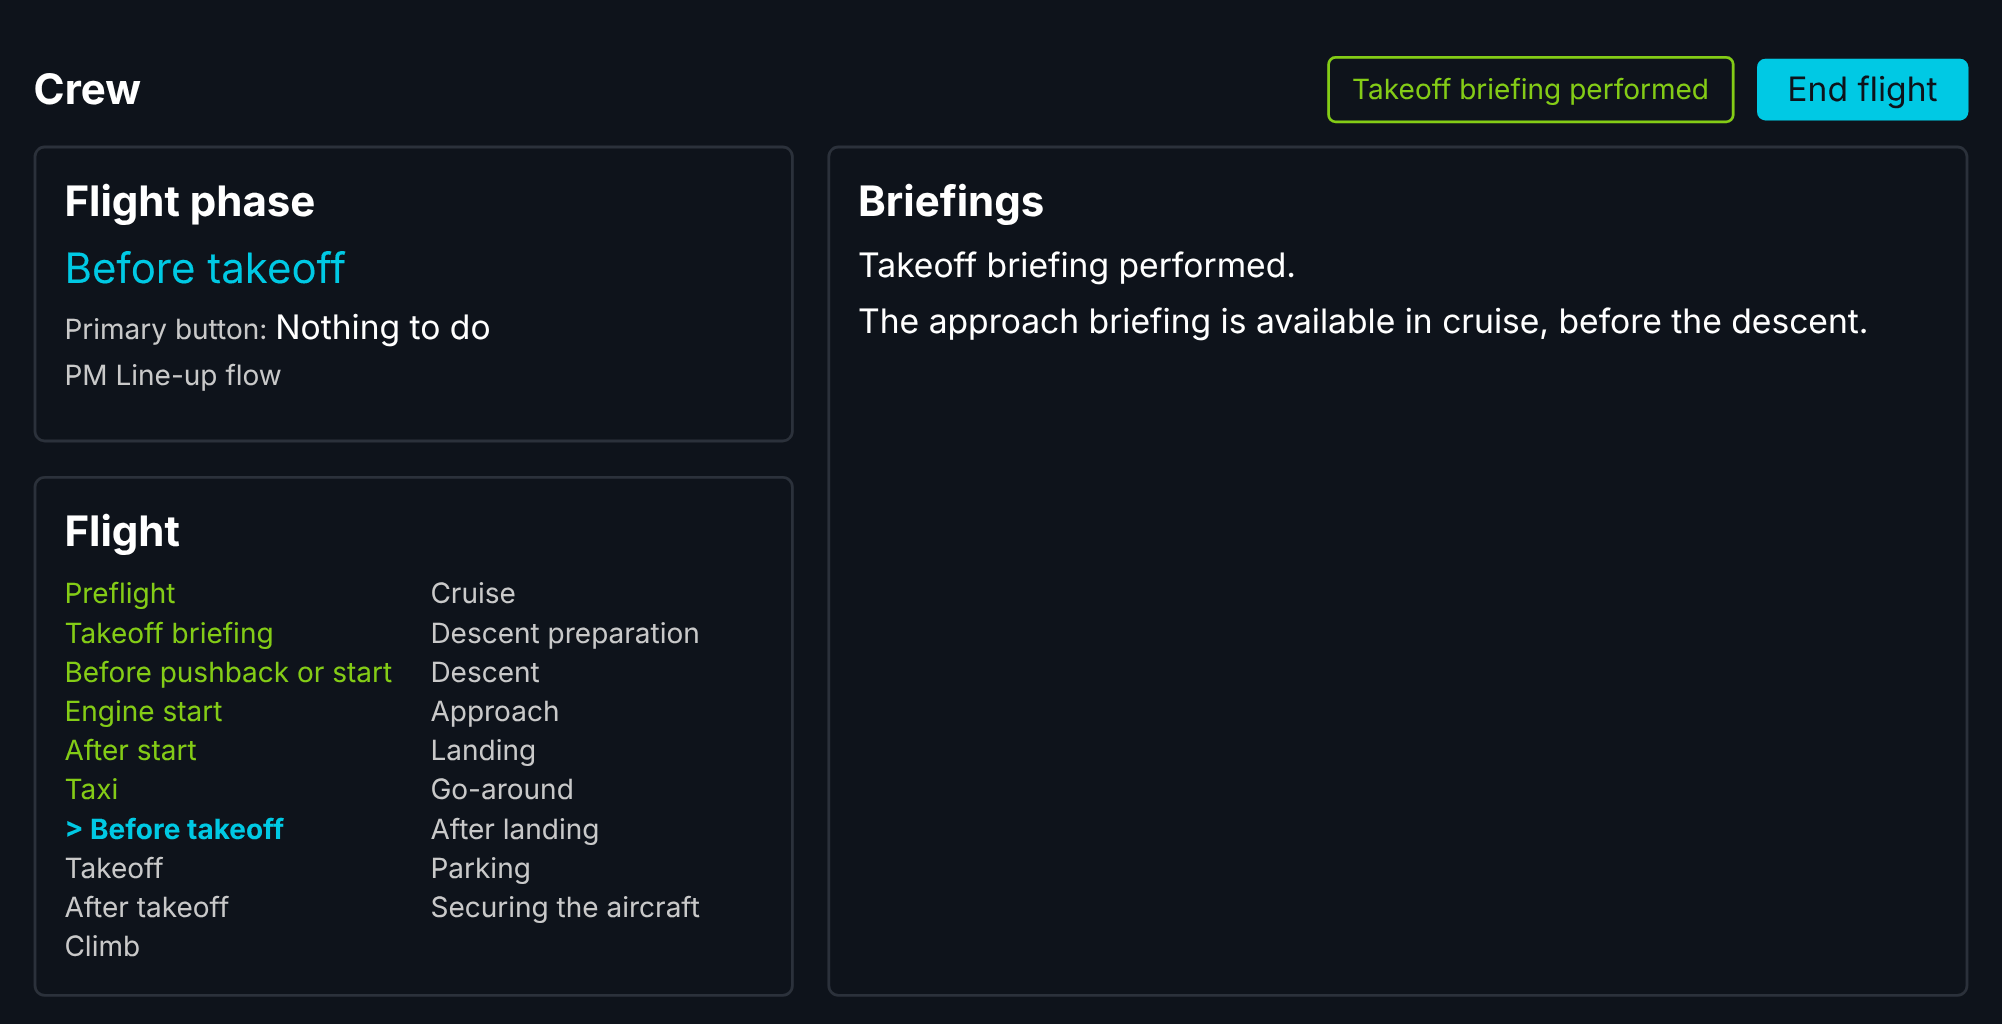 Crew
Takeoff briefing performed
End flight
Flight phase
Before takeoff
Primary button: Nothing to do
PM Line-up flow
Briefings
Takeoff briefing performed.
The approach briefing is available in cruise, before the descent.
Flight
Preflight
Takeoff briefing
Before pushback or start
Engine start
After start
Taxi
> Before takeoff
Takeoff
After takeoff
Climb
Cruise
Descent preparation
Descent
Approach
Landing
Go-around
After landing
Parking
Securing the aircraft